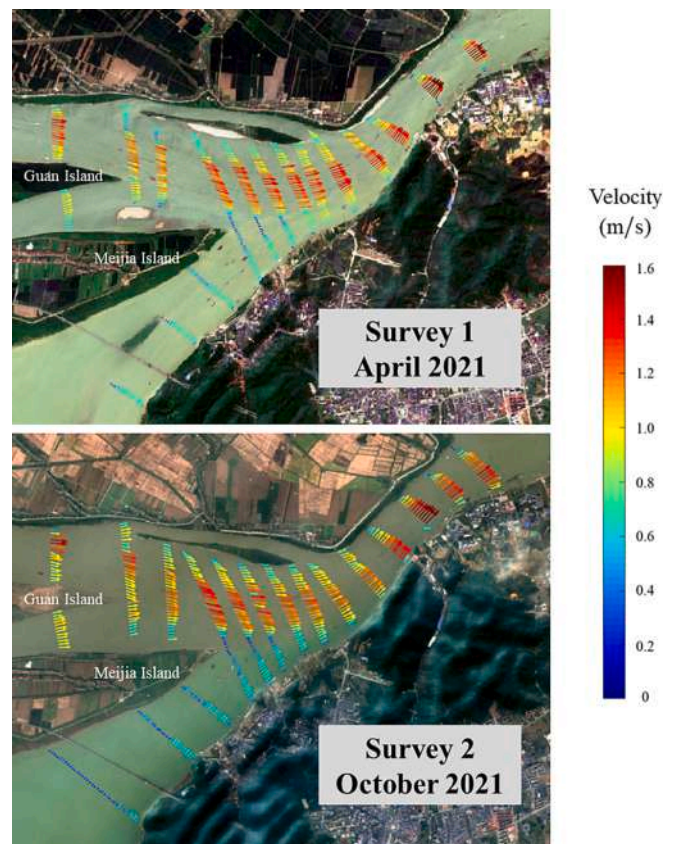 Guan Island
Meijia Island
Survey 1
April 2021
Velocity
(m/s)
1.6
1.4
1.2
1.0
0.8
0.6
0.4
0.2
0
Guan Island
Meijia Island
Survey 2
October 2021